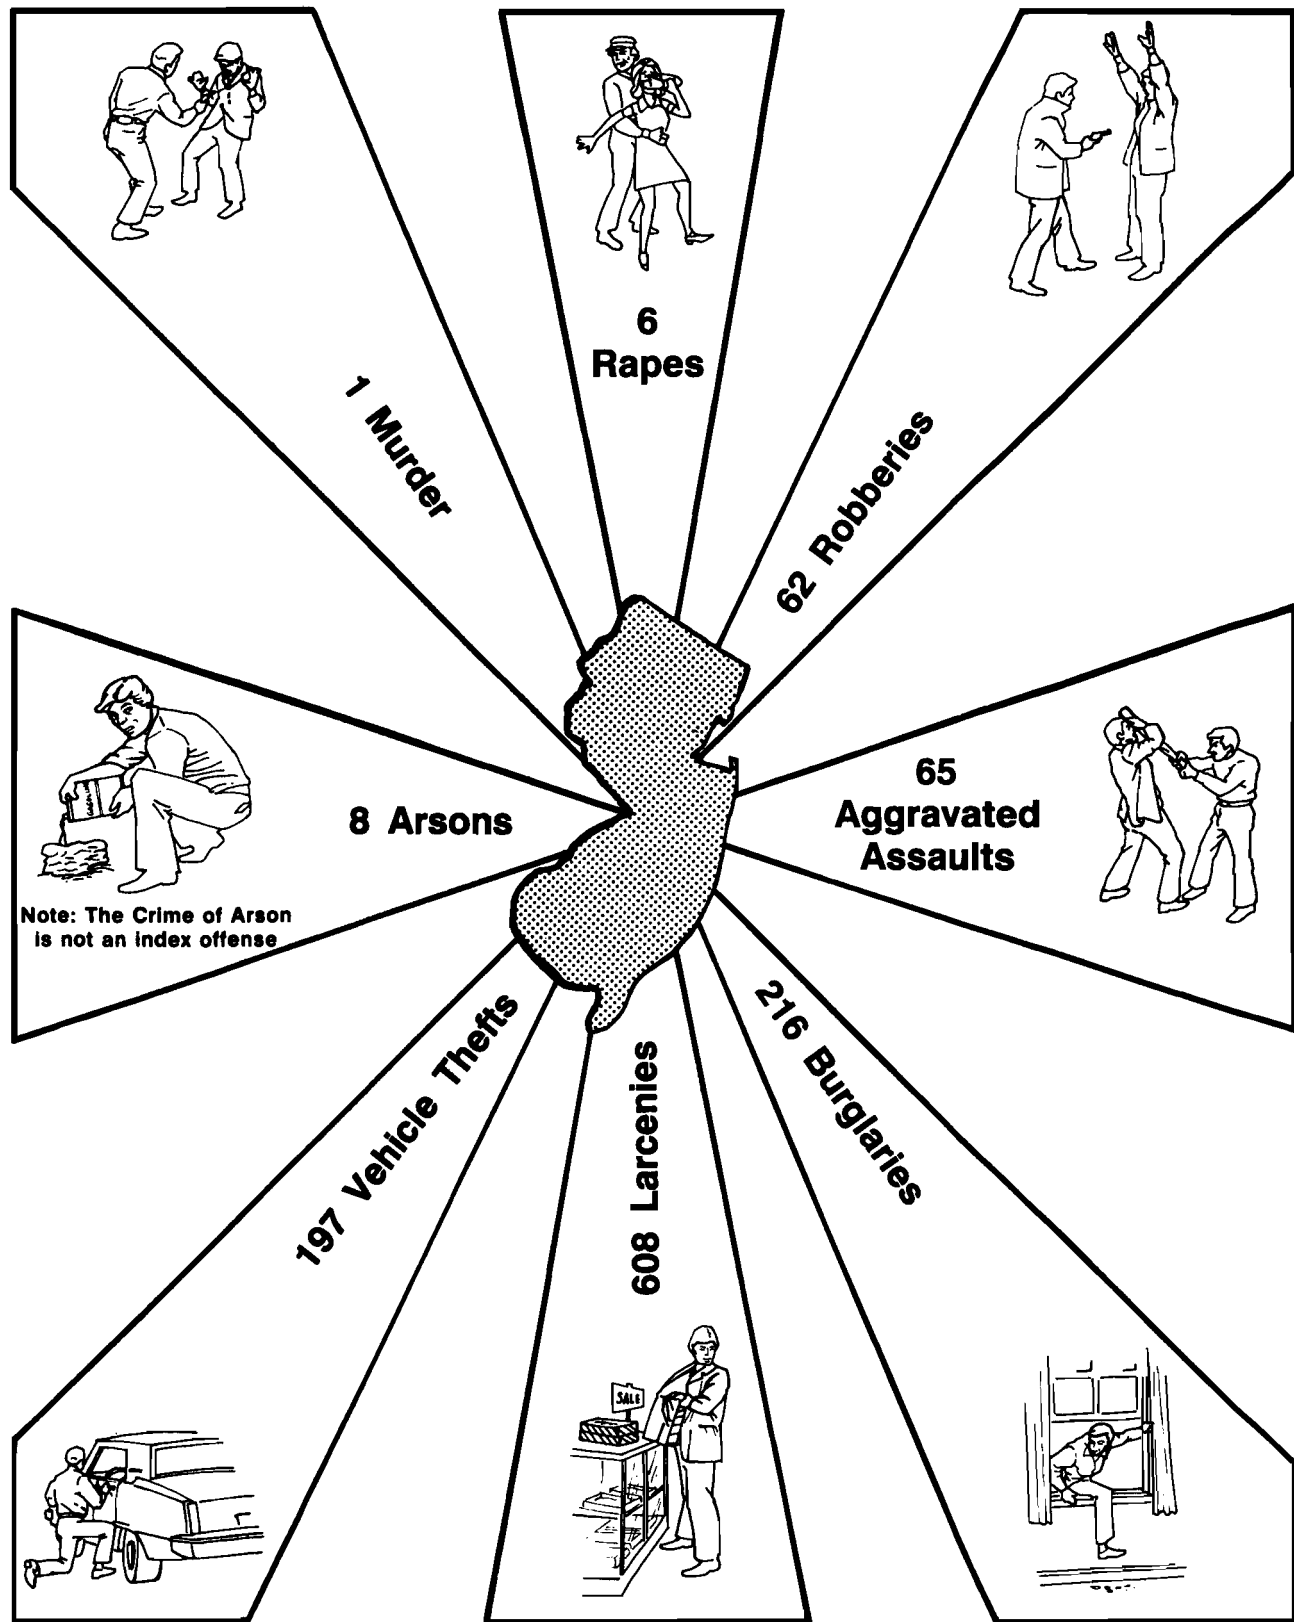 6
Rapes
1 Murder
62 Robberies
8 Arsons
Note: The Crime of Arson
is not an index offense
65
Aggravated
Assaults
197 Vehicle Thefts
608 Larcenies
216 Burglaries
SALE